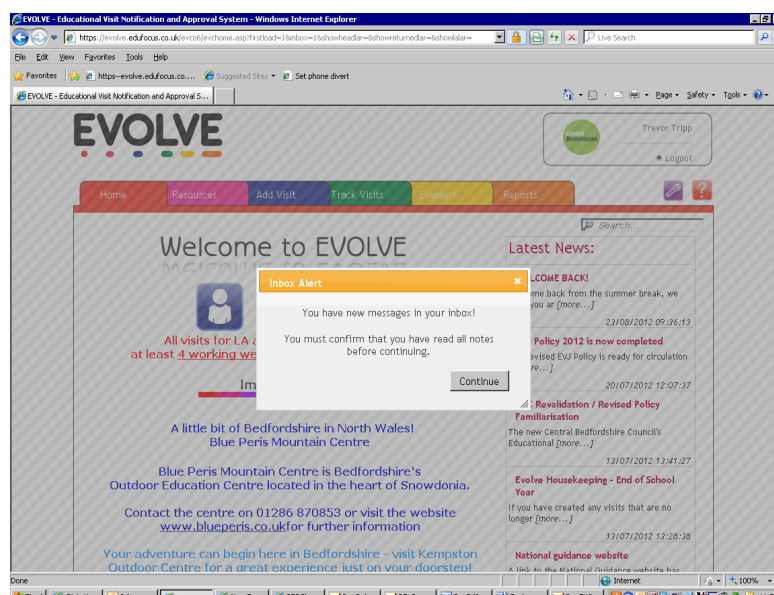 EVOLVE - Educational Visit Notification and Approval System - Windows Internet Explorer
https://evolve.edufocus.co.uk/evco6/evchome.asp?firstload=1&inbox=1&showheadlar=&showreturnedlar=&showlalar=
Live Search
File Edit View Favorites Tools Help
Favorites https--evolve.edufocus.co.... Suggested Sites Set phone divert
EVOLVE - Educational Visit Notification and Approval S...
Page Safety Tools
EVOLVE
Central Bedfordshire
Trevor Tripp
Logout
Home Resources Add Visit Track Visits Evaluate Reports
Search...
Welcome to EVOLVE
Latest News:
Inbox Alert
You have new messages in your inbox!
You must confirm that you have read all notes
before continuing.
Continue
All visits for LA
at least 4 working we
Im
A little bit of Bedfordshire in North Wales!
Blue Peris Mountain Centre
Blue Peris Mountain Centre is Bedfordshire's
Outdoor Education Centre located in the heart of Snowdonia.
Contact the centre on 01286 870853 or visit the website
www.blueperis.co.ukfor further information
Your adventure can begin here in Bedfordshire - visit Kempston
Outdoor Centre for a great experience just on your doorstep!
LCOME BACK!
me back from the summer break, we
you ar [more...]
23/08/2012 09:36:13
Policy 2012 is now completed
evised EVJ Policy is ready for circulation
re...]
20/07/2012 12:07:37
Revalidation / Revised Policy
Familiarisation
The new Central Bedfordshire Council's
Educational [more...]
13/07/2012 13:41:27
Evolve Housekeeping - End of School
Year
If you have created any visits that are no
longer [more...]
13/07/2012 13:28:38
National guidance website
A link to the National Guidance website has
Done
Internet
100%